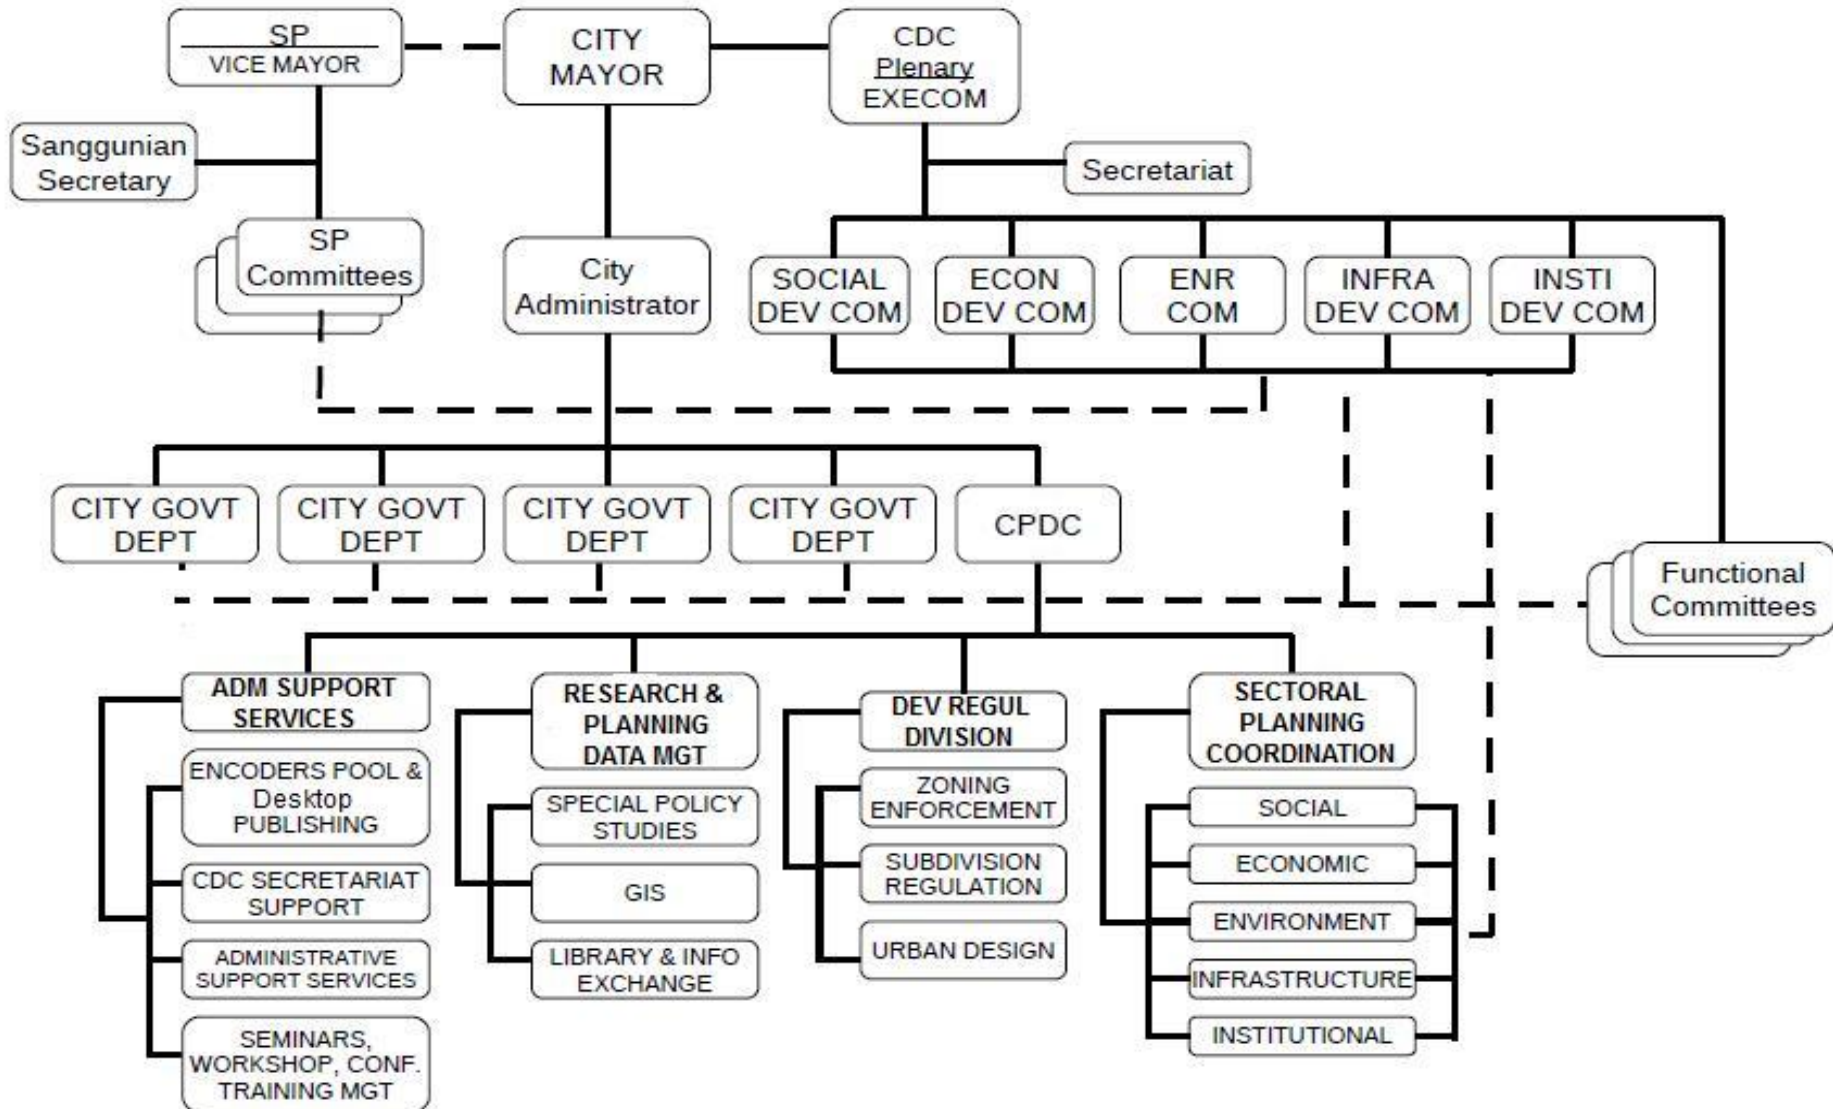 SP
VICE MAYOR
CITY
MAYOR
CDC
Plenary
EXECOM
Sanggunian
Secretary
Secretariat
SP
Committees
City
Administrator
SOCIAL
DEV COM
ECON
DEV COM
ENR
COM
INFRA
DEV COM
INSTI
DEV COM
CITY GOVT
DEPT
CITY GOVT
DEPT
CITY GOVT
DEPT
CITY GOVT
DEPT
CPDC
Functional
Committees
ADM SUPPORT
SERVICES
ENCODERS POOL &
Desktop
PUBLISHING
CDC SECRETARIAT
SUPPORT
ADMINISTRATIVE
SUPPORT SERVICES
SEMINARS,
WORKSHOP, CONF.
TRAINING MGT
RESEARCH &
PLANNING
DATA MGT
SPECIAL POLICY
STUDIES
GIS
LIBRARY & INFO
EXCHANGE
DEV REGUL
DIVISION
ZONING
ENFORCEMENT
SUBDIVISION
REGULATION
URBAN DESIGN
SECTORAL
PLANNING
COORDINATION
SOCIAL
ECONOMIC
ENVIRONMENT
INFRASTRUCTURE
INSTITUTIONAL